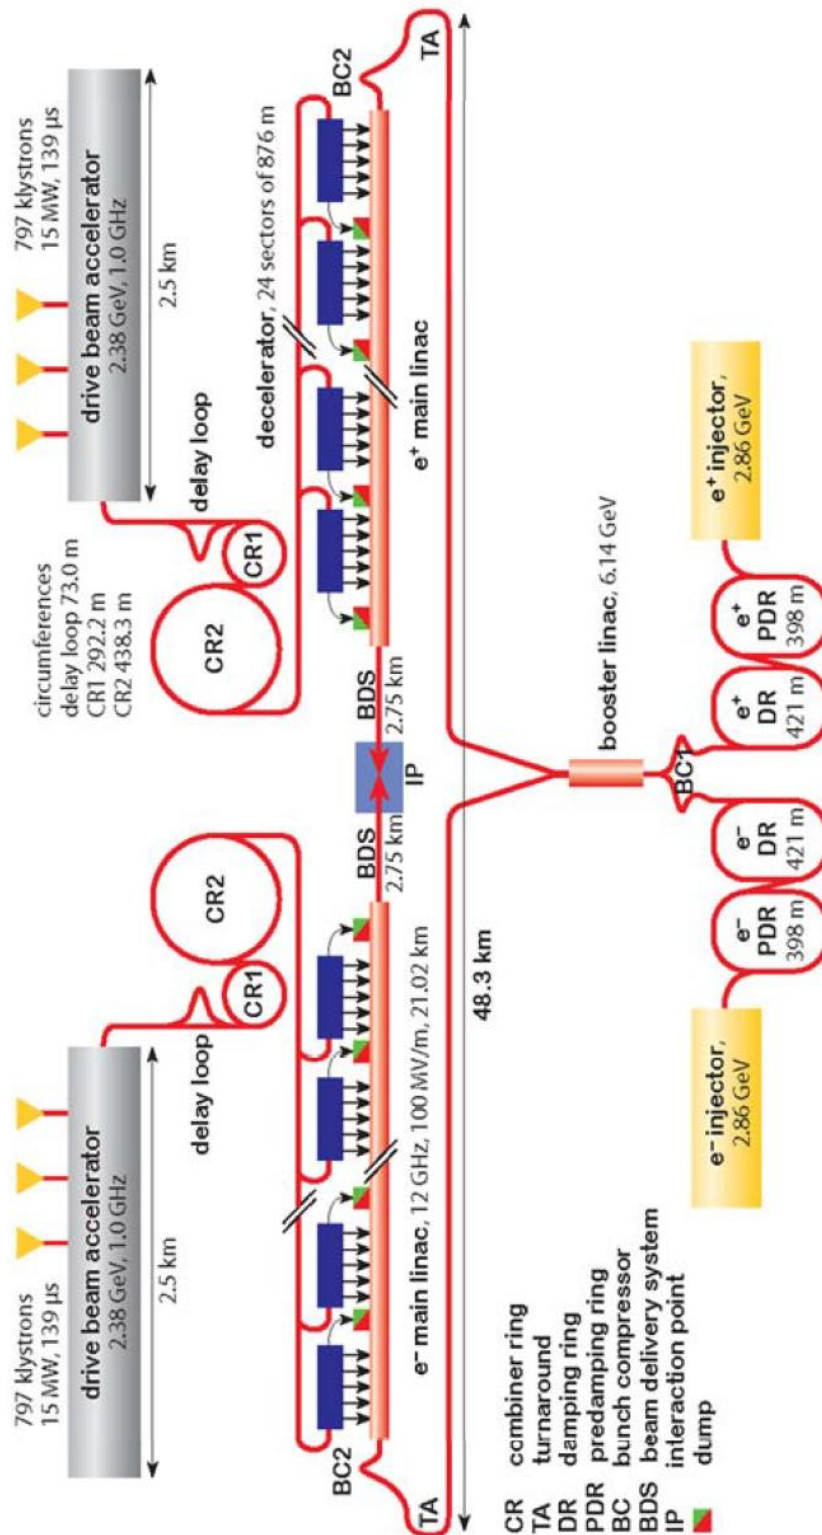 797 klystrons
15 MW, 139 µs
drive beam accelerator
2.38 GeV, 1.0 GHz
2.5 km
delay loop
CR1
CR2
circumferences
delay loop 73.0 m
CR1 292.2 m
CR2 438.3 m
CR2
CR1
delay loop
797 klystrons
15 MW, 139 µs
drive beam accelerator
2.38 GeV, 1.0 GHz
2.5 km
decelerator, 24 sectors of 876 m
BC2
BDS
2.75 km
IP
BDS
2.75 km
BC2
TA
e⁻ main linac, 12 GHz, 100 MV/m, 21.02 km
e⁺ main linac
TA
48.3 km
CR combiner ring
TA turnaround
DR damping ring
PDR predamping ring
BC bunch compressor
BDS beam delivery system
IP interaction point
dump
booster linac, 6.14 GeV
BC1
e⁻ injector,
2.86 GeV
e⁻
PDR
398 m
e⁻
DR
421 m
e⁺
DR
421 m
e⁺
PDR
398 m
e⁺ injector,
2.86 GeV